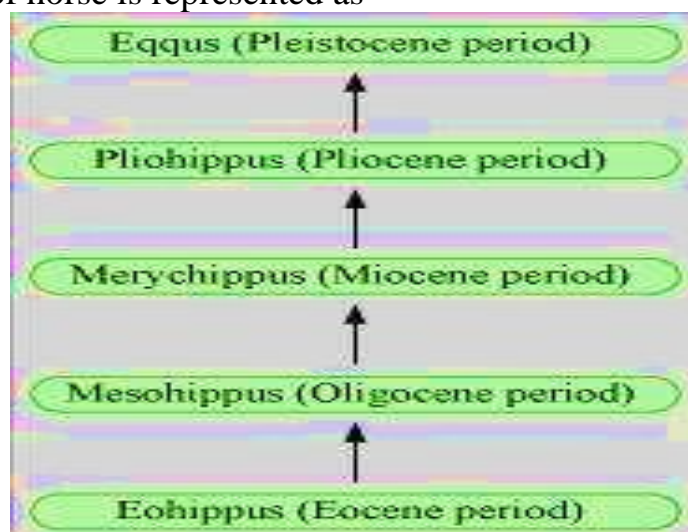 of horse is represented as
Eqqus (Pleistocene period)
Pliohippus (Pliocene period)
Merychippus (Miocene period)
Mesohippus (Oligocene period)
Eohippus (Eocene period)